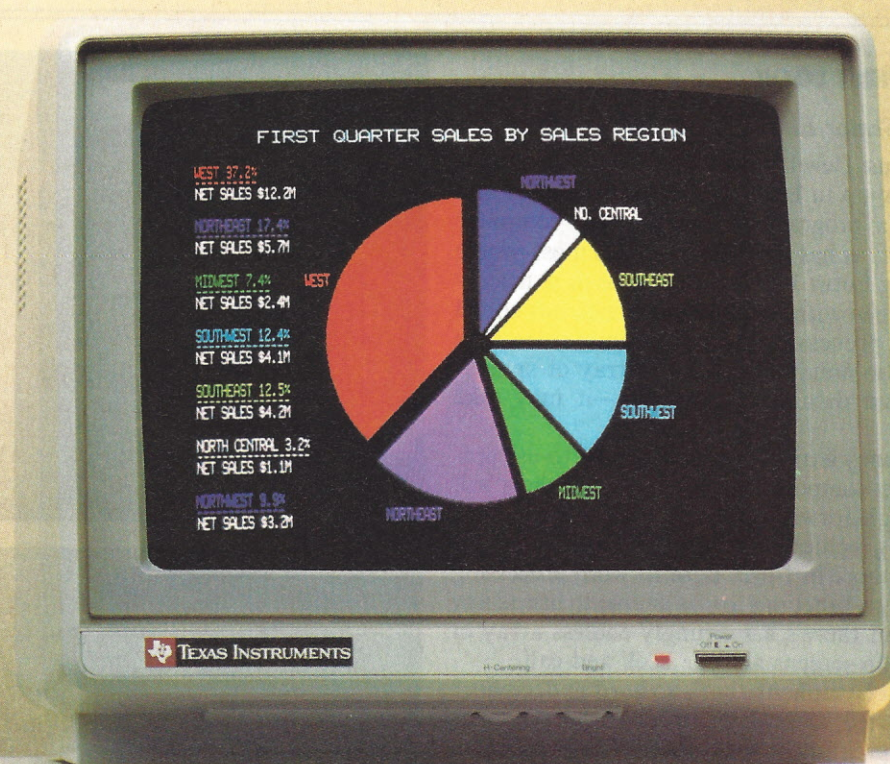 FIRST QUARTER SALES BY SALES REGION
WEST 37.2%
NET SALES $12.2M
NORTHEAST 17.4%
NET SALES $5.7M
MIDWEST 7.4%
NET SALES $2.4M
SOUTHWEST 12.4%
NET SALES $4.1M
SOUTHEAST 12.5%
NET SALES $4.2M
NORTH CENTRAL 3.2%
NET SALES $1.1M
NORTHWEST 9.9%
NET SALES $3.2M
NORTHWEST
NO. CENTRAL
SOUTHEAST
WEST
SOUTHWEST
MIDWEST
NORTHEAST
TEXAS INSTRUMENTS
H-Centering
Bright
Power
Off On